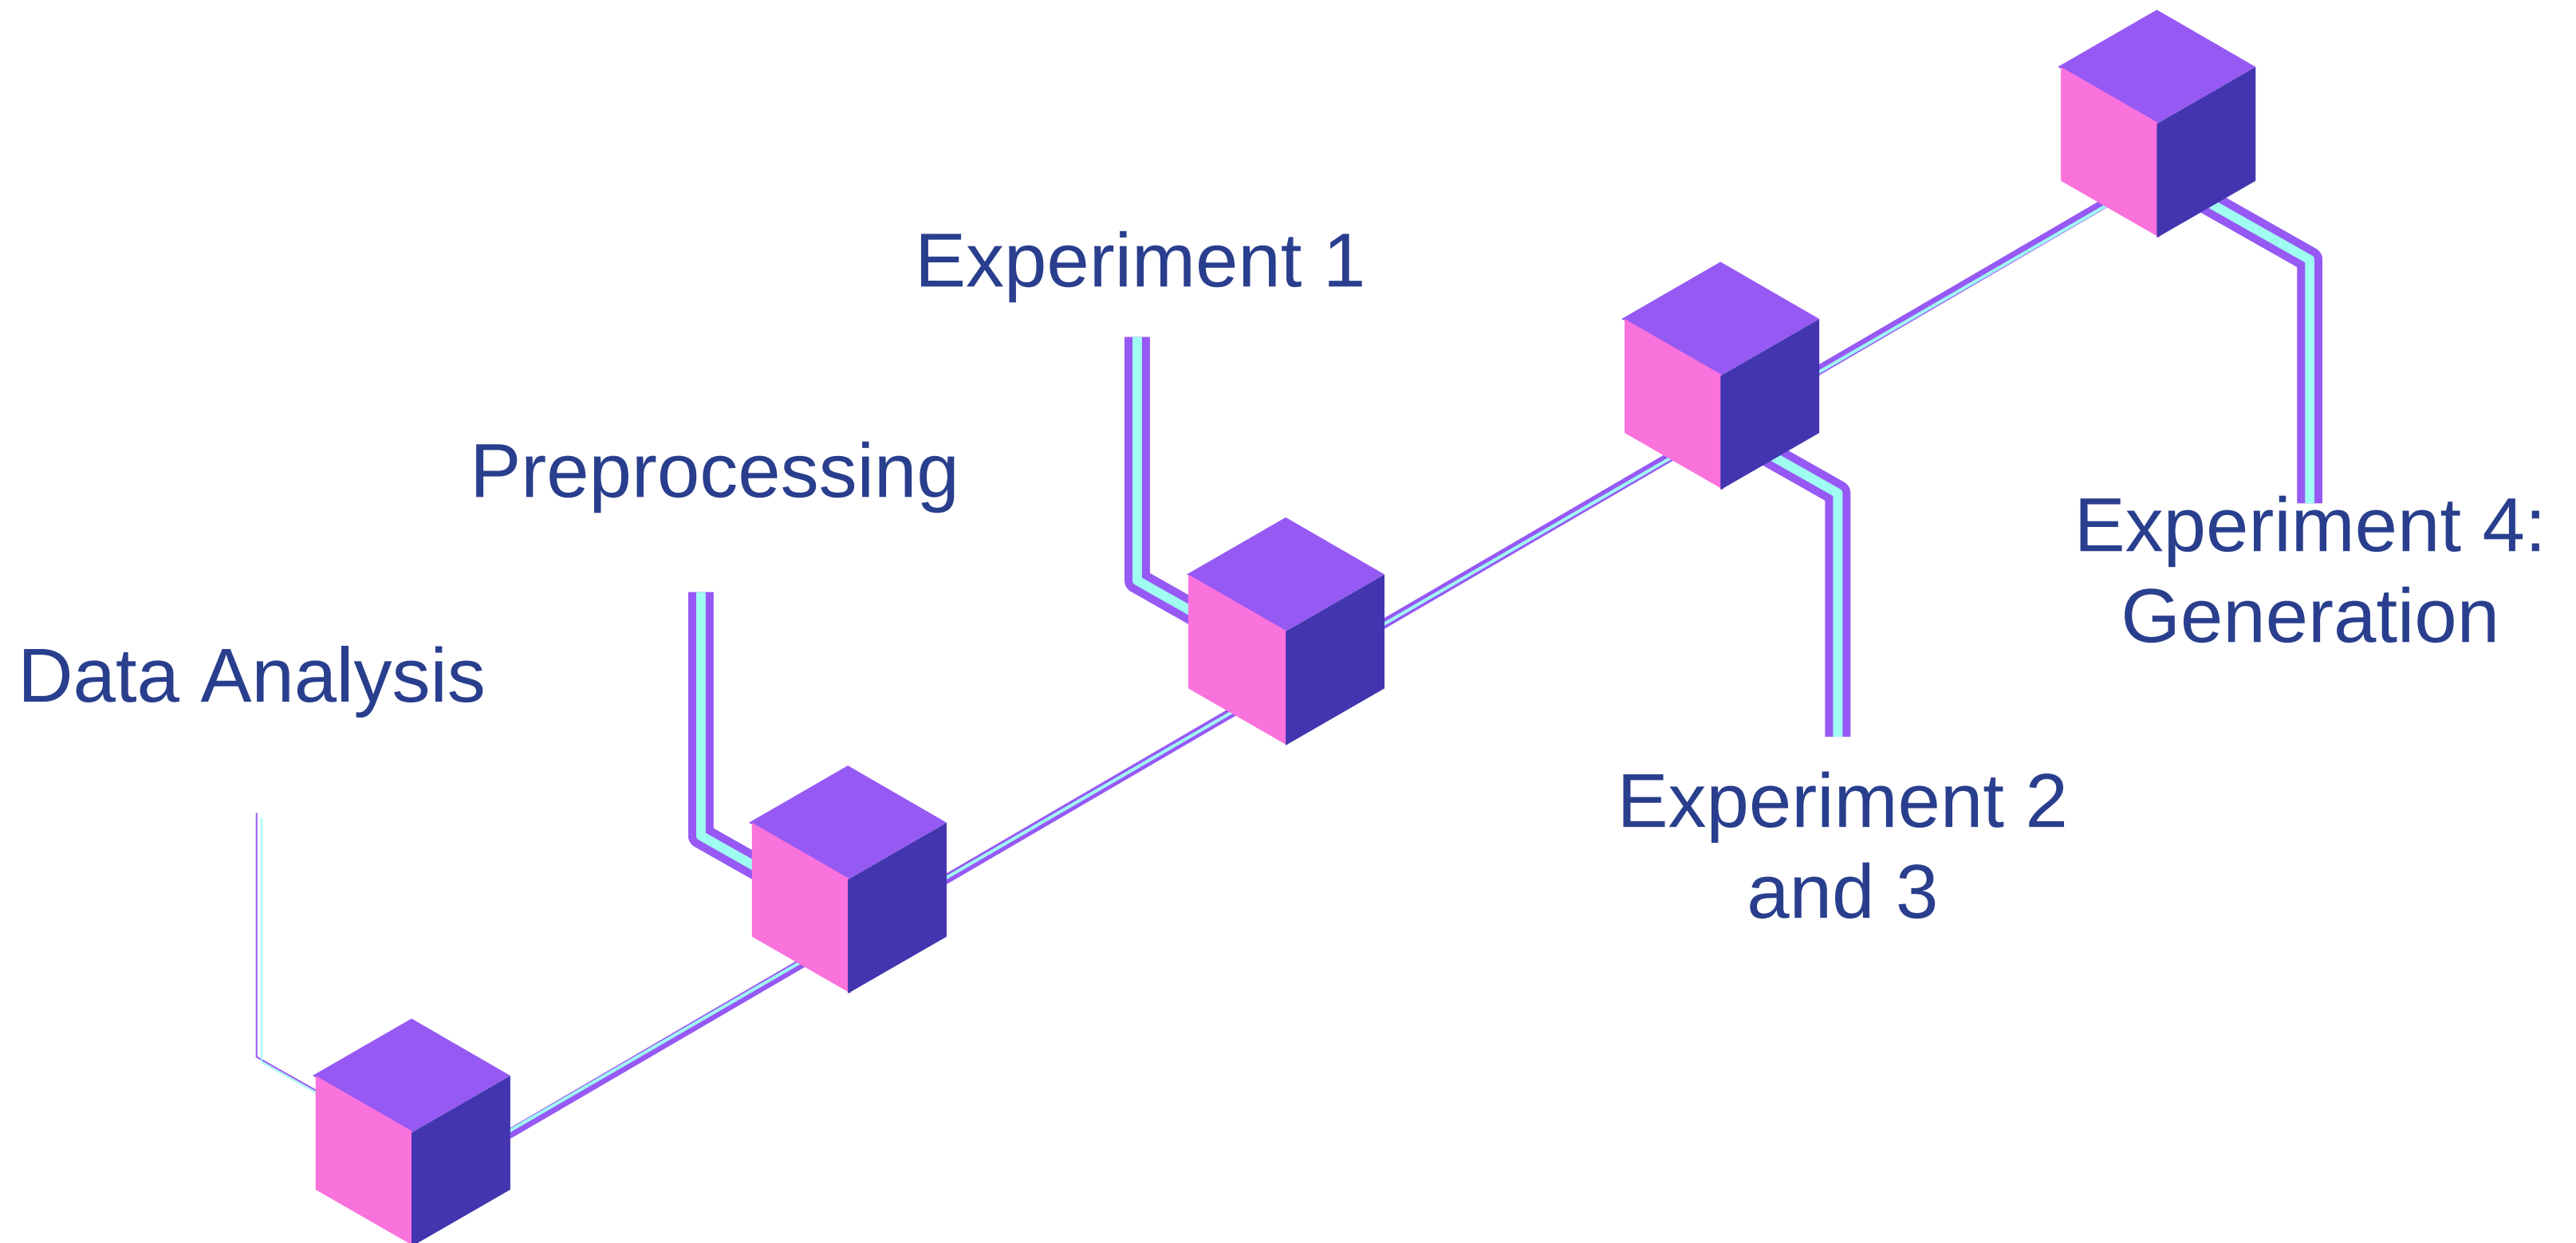 Data Analysis
Preprocessing
Experiment 1
Experiment 2
and 3
Experiment 4:
Generation